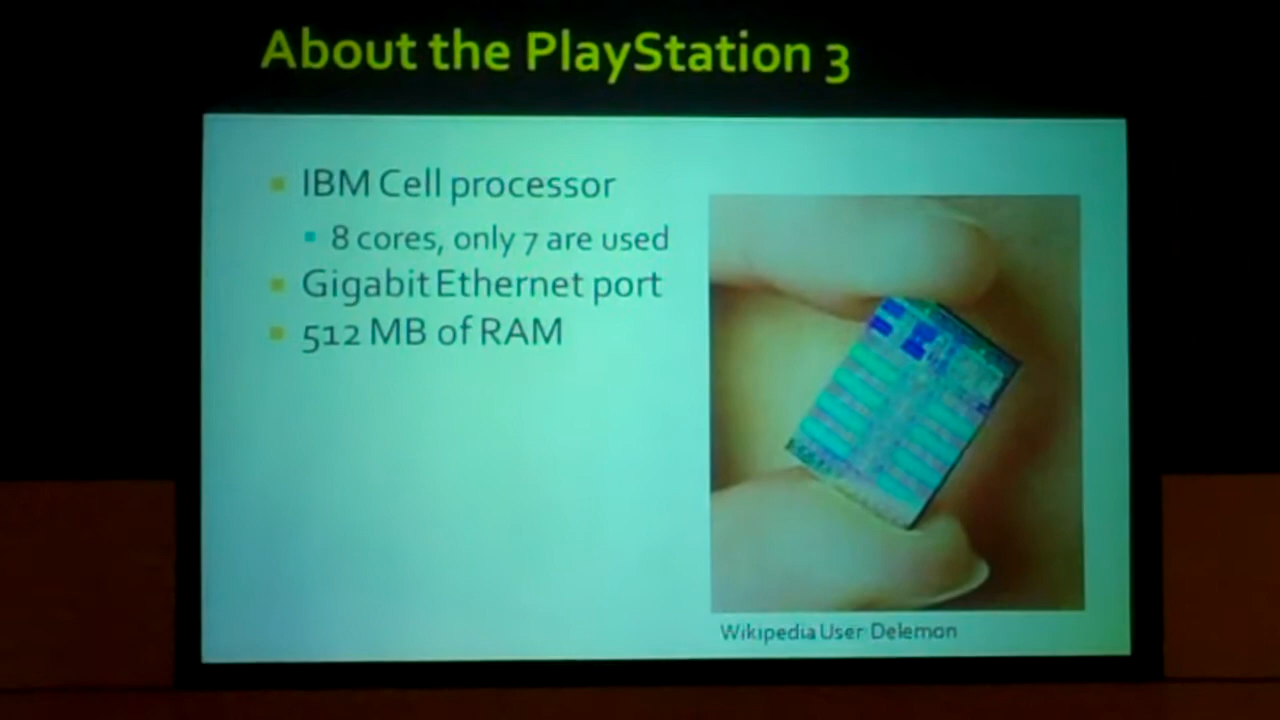 About the PlayStation 3
IBM Cell processor
8 cores, only 7 are used
Gigabit Ethernet port
512 MB of RAM
Wikipedia User: Delemon